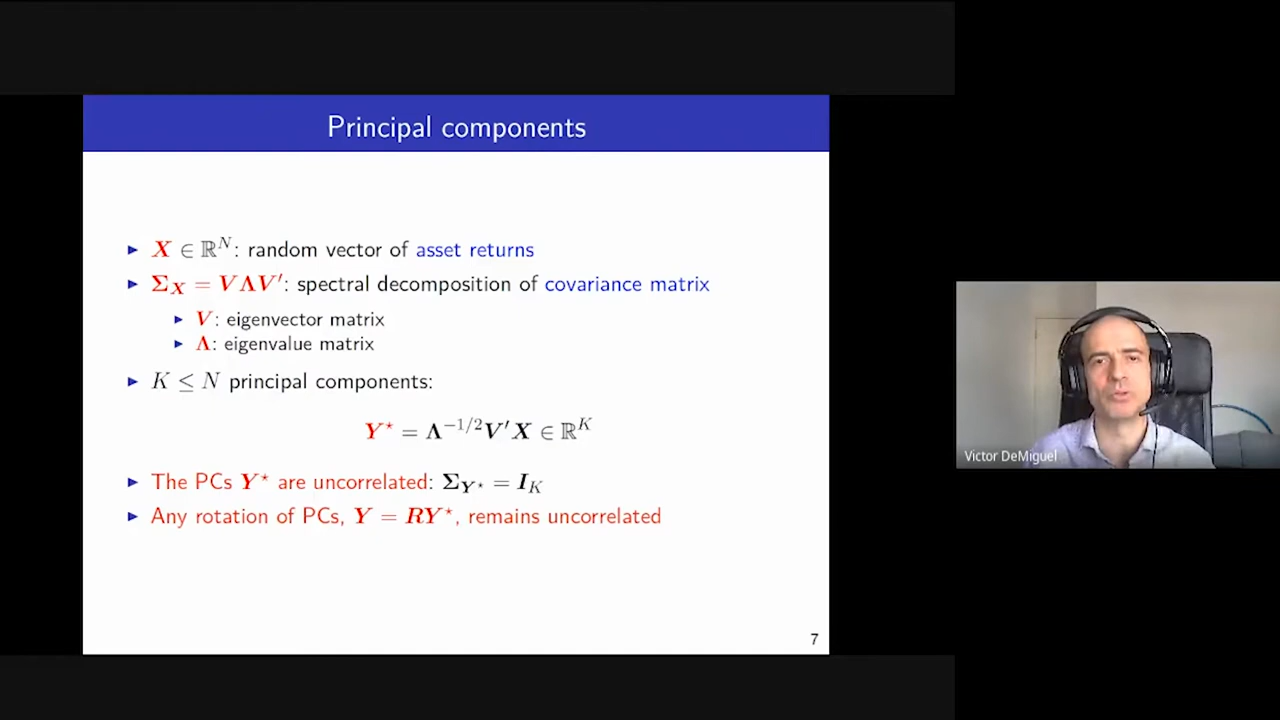 Principal components
▶ X ∈ ℝ^N: random vector of asset returns
▶ Σ_X = VΛV′: spectral decomposition of covariance matrix
▶ V: eigenvector matrix
▶ Λ: eigenvalue matrix
▶ K ≤ N principal components:
Y* = Λ^{-1/2}V′X ∈ ℝ^K
▶ The PCs Y* are uncorrelated: Σ_{Y*} = I_K
▶ Any rotation of PCs, Y = RY*, remains uncorrelated
7
Victor DeMiguel